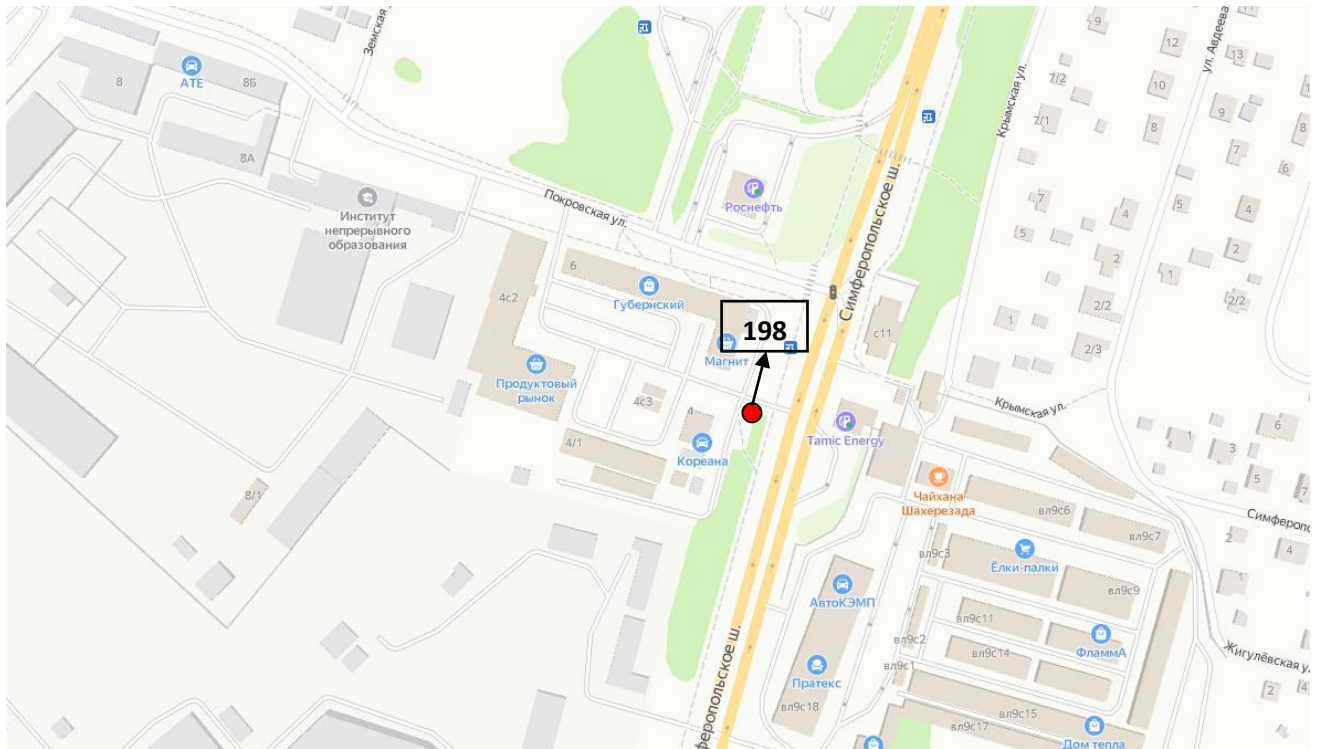 Земская
9
12
ул. Авдеева
11
13
АТЕ
8
8Б
7/2
10
9
Крымская ул.
7/1
8
8
8А
7
6
Роснефть
Институт
непрерывного
образования
Покровская ул.
Симферопольское ш.
7
4
5
4
5
2
2
1
6
4с2
Губернский
2/2
2/2
1
198
с11
2/3
Магнит
Продуктовый
рынок
4с3
4
Крымская ул.
Tamic Energy
6
4/1
Кореана
1
3
5
7
Чайхана
Шахерезада
8/1
вл9с6
вл9с7
Симфероп
2
4
вл9с3
Ёлки-палки
АвтоКЭМП
вл9с9
1
вл9с11
ФламмА
вл9с2
вл9с14
Жигулёвская у
вл9с1
Пратекс
2
вл9с18
вл9с15
вл9с17
Дом тепла
феропольское ш.